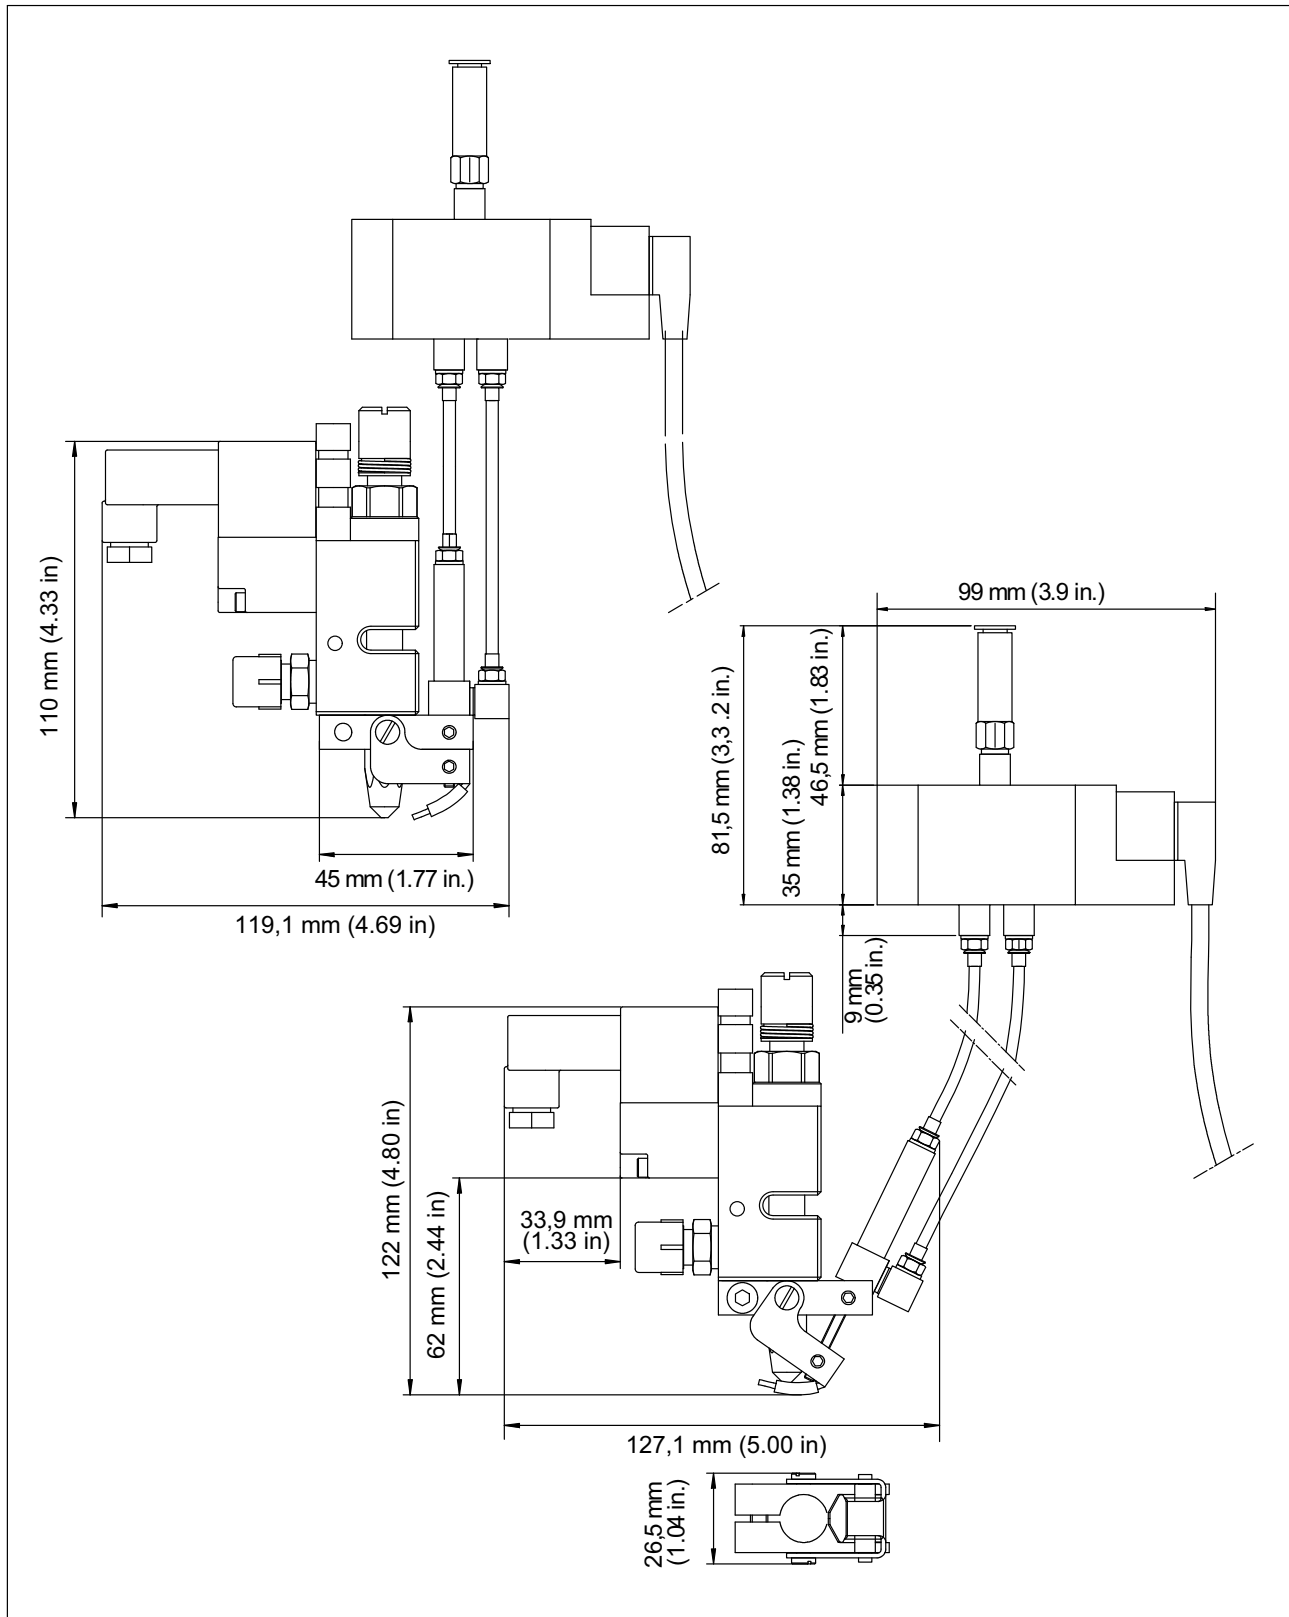 110 mm (4.33 in)
45 mm (1.77 in.)
119,1 mm (4.69 in)
99 mm (3.9 in.)
81,5 mm (3,3 .2 in.)
46,5 mm (1.83 in.)
35 mm (1.38 in.)
9 mm
(0.35 in.)
122 mm (4.80 in)
62 mm (2.44 in)
33,9 mm
(1.33 in)
127,1 mm (5.00 in)
26,5 mm
(1.04 in.)